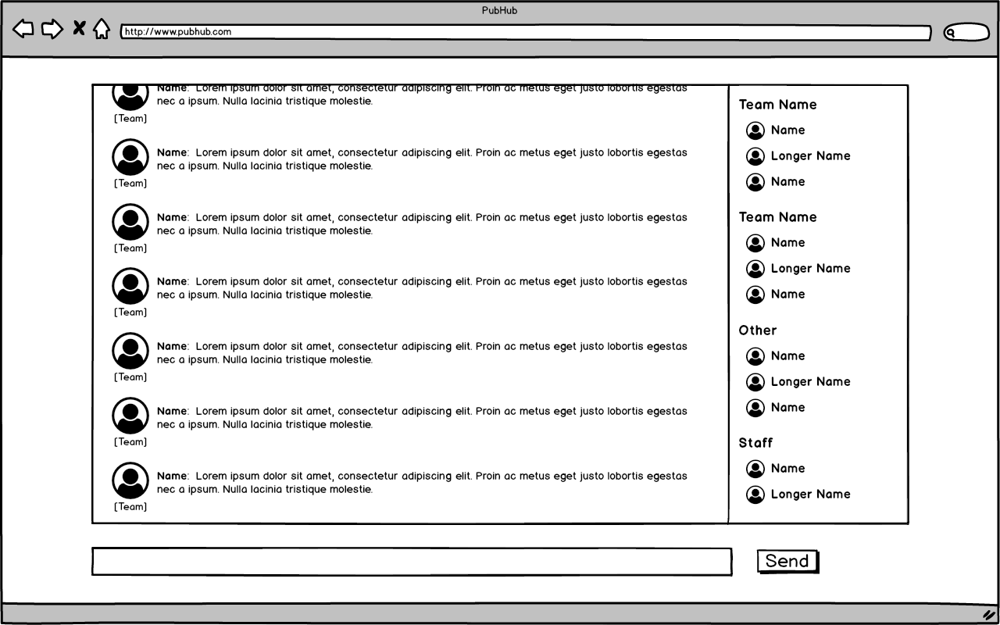 PubHub
http://www.pubhub.com
Name:  Lorem ipsum dolor sit amet, consectetur adipiscing elit. Proin ac metus eget justo lobortis egestas
nec a ipsum. Nulla lacinia tristique molestie.
[Team]
Name:  Lorem ipsum dolor sit amet, consectetur adipiscing elit. Proin ac metus eget justo lobortis egestas
nec a ipsum. Nulla lacinia tristique molestie.
[Team]
Name:  Lorem ipsum dolor sit amet, consectetur adipiscing elit. Proin ac metus eget justo lobortis egestas
nec a ipsum. Nulla lacinia tristique molestie.
[Team]
Name:  Lorem ipsum dolor sit amet, consectetur adipiscing elit. Proin ac metus eget justo lobortis egestas
nec a ipsum. Nulla lacinia tristique molestie.
[Team]
Name:  Lorem ipsum dolor sit amet, consectetur adipiscing elit. Proin ac metus eget justo lobortis egestas
nec a ipsum. Nulla lacinia tristique molestie.
[Team]
Name:  Lorem ipsum dolor sit amet, consectetur adipiscing elit. Proin ac metus eget justo lobortis egestas
nec a ipsum. Nulla lacinia tristique molestie.
[Team]
Name:  Lorem ipsum dolor sit amet, consectetur adipiscing elit. Proin ac metus eget justo lobortis egestas
nec a ipsum. Nulla lacinia tristique molestie.
[Team]
Team Name
Name
Longer Name
Name
Team Name
Name
Longer Name
Name
Other
Name
Longer Name
Name
Staff
Name
Longer Name
Send